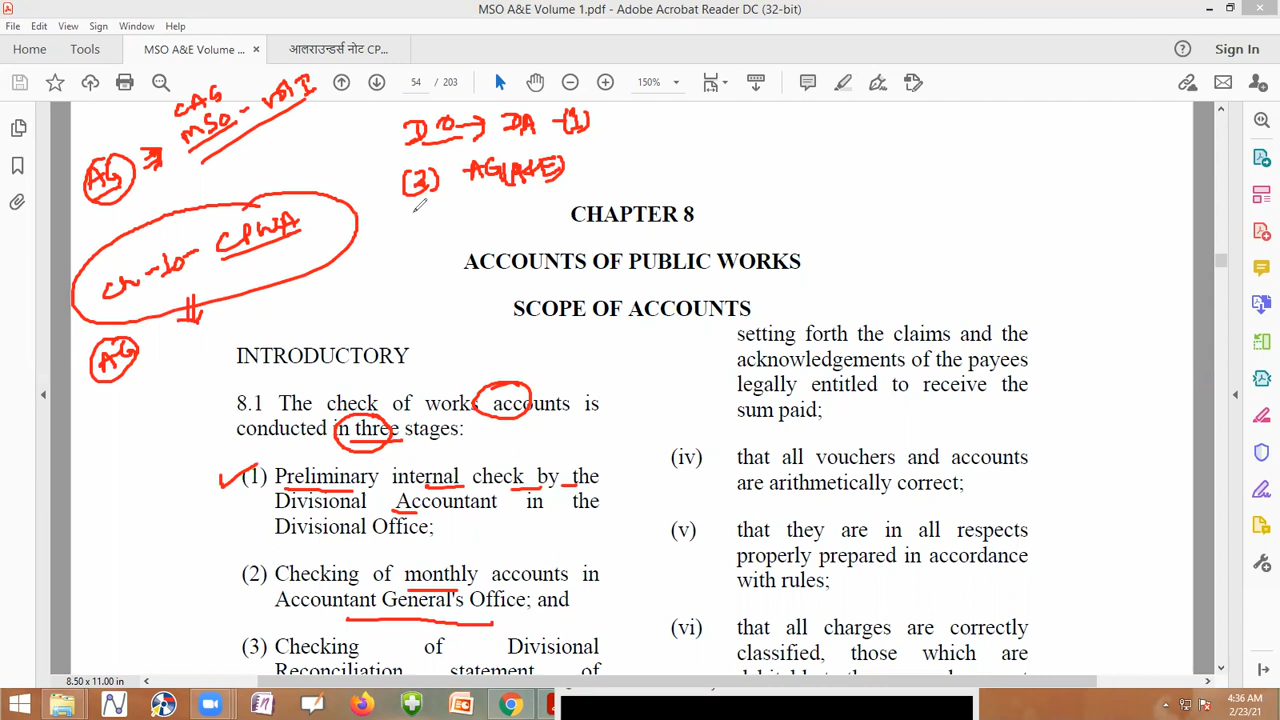 MSO A&E Volume 1.pdf - Adobe Acrobat Reader DC (32-bit)
File Edit View Sign Window Help
Home Tools MSO A&E Volume ... × आलराउन्डर्स नोट CP... Sign In
54 / 203 150%
CAG
MSO - Vol I
AG
DO → DA -(1)
(2) AG(A&E)
CPWA
Ch-10-
AG
CHAPTER 8
ACCOUNTS OF PUBLIC WORKS
SCOPE OF ACCOUNTS
INTRODUCTORY
8.1 The check of works accounts is
conducted in three stages:
(1) Preliminary internal check by the
Divisional Accountant in the
Divisional Office;
(2) Checking of monthly accounts in
Accountant General's Office; and
(3) Checking of Divisional
Reconciliation statement of
setting forth the claims and the
acknowledgements of the payees
legally entitled to receive the
sum paid;
(iv) that all vouchers and accounts
are arithmetically correct;
(v) that they are in all respects
properly prepared in accordance
with rules;
(vi) that all charges are correctly
classified, those which are
8.50 x 11.00 in
4:36 AM
2/23/21